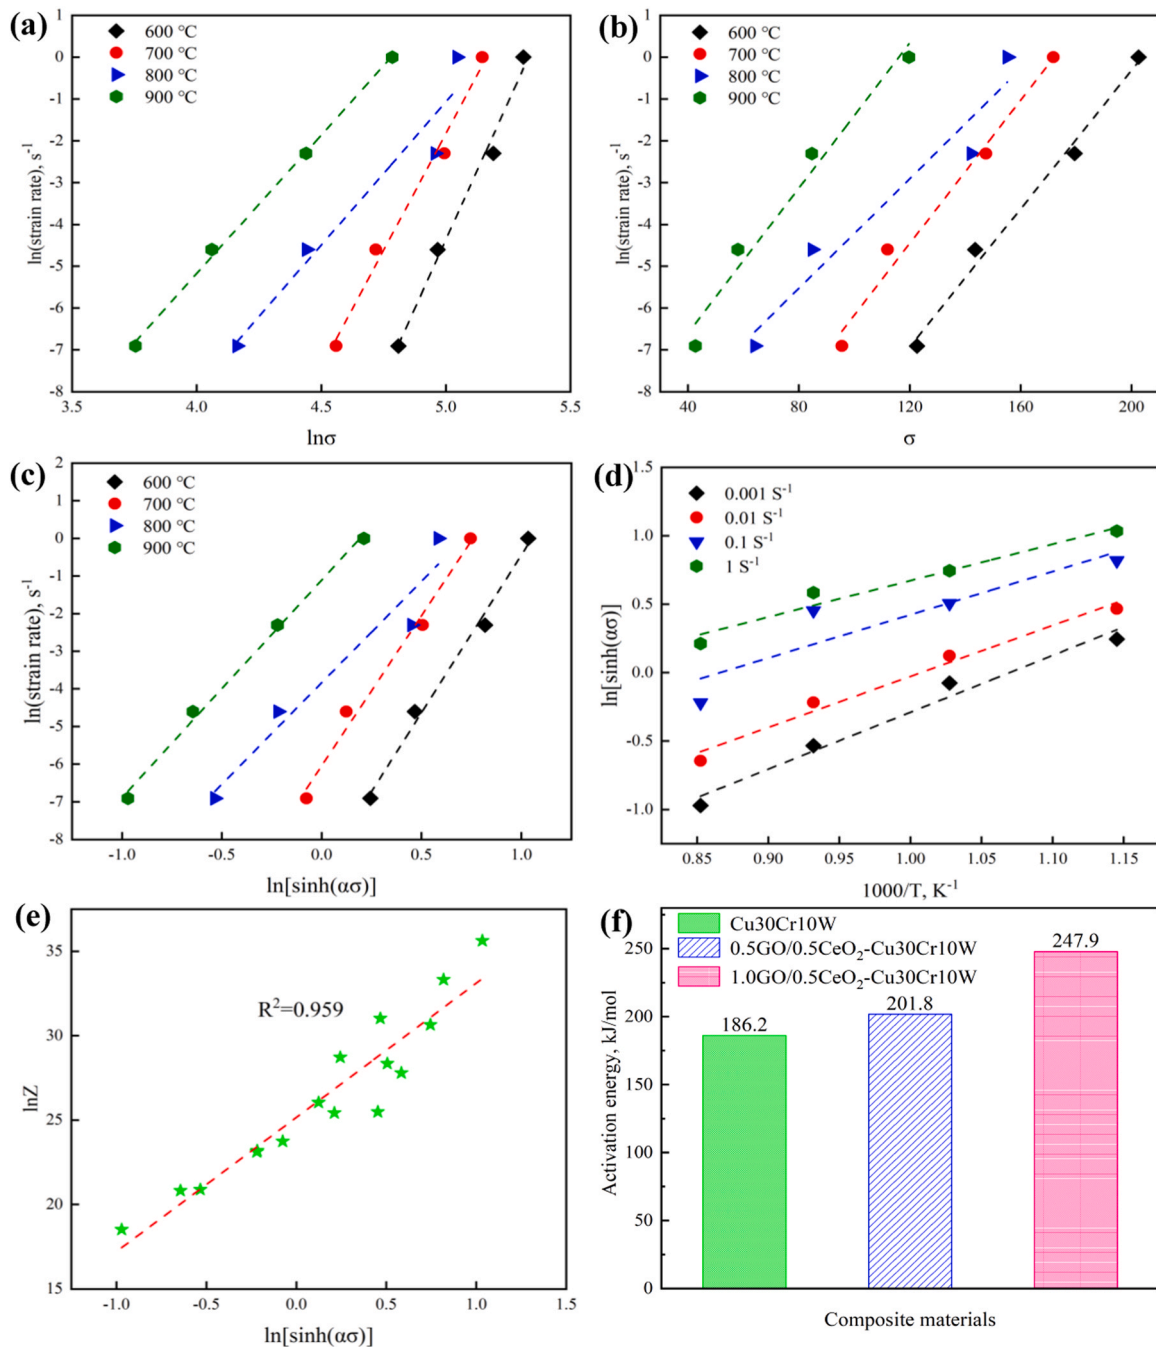 (a)
600 °C
700 °C
800 °C
900 °C
0
-1
-2
-3
-4
-5
-6
-7
-8
3.5 4.0 4.5 5.0 5.5
ln(strain rate), s⁻¹
lnσ
(b)
600 °C
700 °C
800 °C
900 °C
1
0
-1
-2
-3
-4
-5
-6
-7
-8
40 80 120 160 200
ln(strain rate), s⁻¹
σ
(c)
600 °C
700 °C
800 °C
900 °C
2
1
0
-1
-2
-3
-4
-5
-6
-7
-8
-1.0 -0.5 0.0 0.5 1.0
ln(strain rate), s⁻¹
ln[sinh(ασ)]
(d)
0.001 S⁻¹
0.01 S⁻¹
0.1 S⁻¹
1 S⁻¹
1.5
1.0
0.5
0.0
-0.5
-1.0
0.85 0.90 0.95 1.00 1.05 1.10 1.15
ln[sinh(ασ)]
1000/T, K⁻¹
(e)
R²=0.959
35
30
25
20
15
-1.0 -0.5 0.0 0.5 1.0 1.5
lnZ
ln[sinh(ασ)]
(f)
Cu30Cr10W
0.5GO/0.5CeO₂-Cu30Cr10W
1.0GO/0.5CeO₂-Cu30Cr10W
186.2
201.8
247.9
250
200
150
100
50
0
Activation energy, kJ/mol
Composite materials